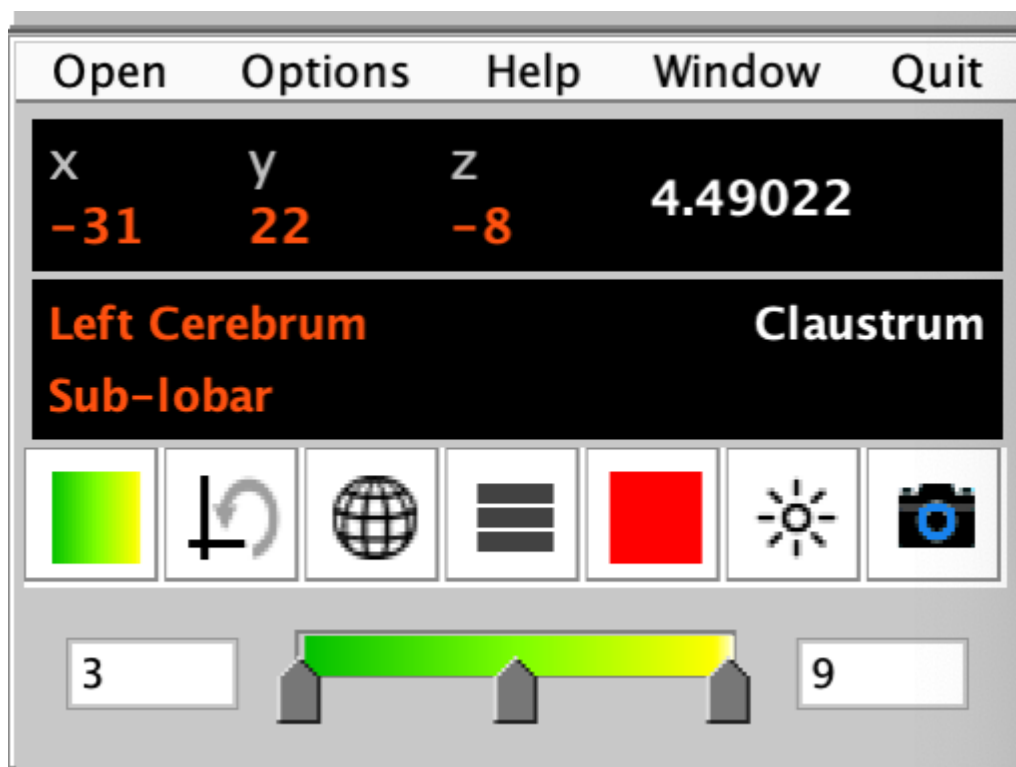 Open Options Help Window Quit
x y z
-31 22 -8 4.49022
Left Cerebrum Claustrum
Sub-lobar
3 9